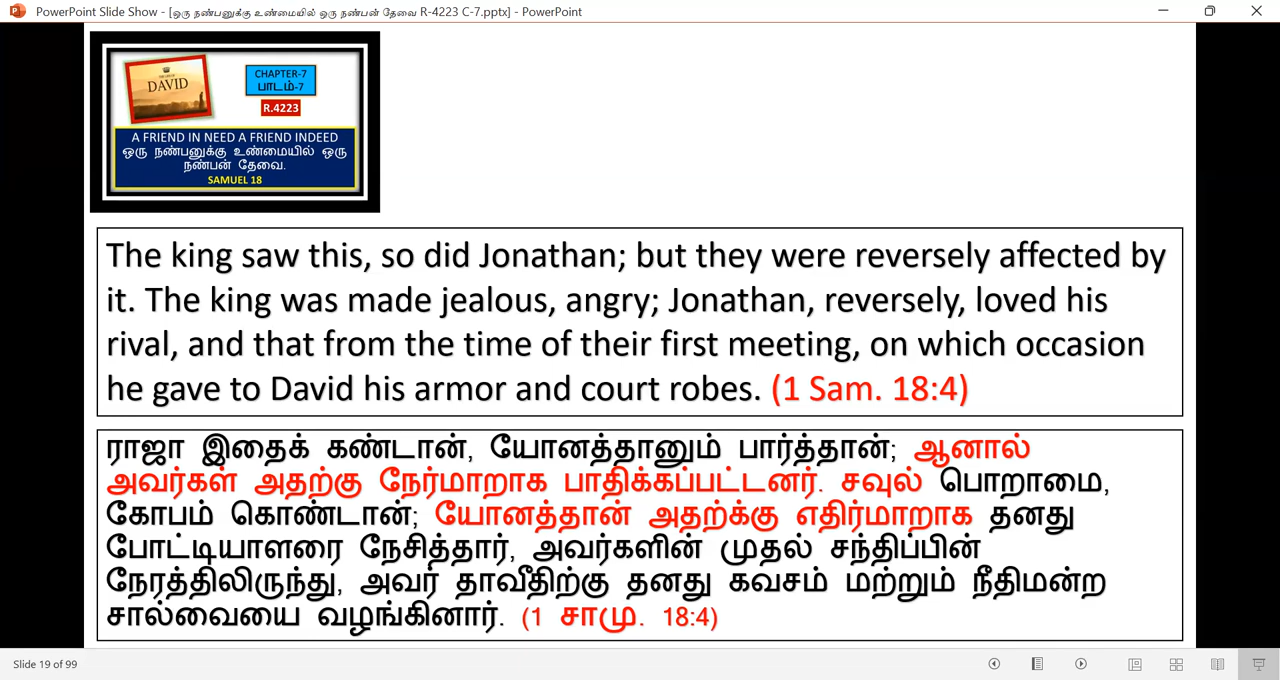 PowerPoint Slide Show - [ஒரு நண்பனுக்கு உண்மையில் ஒரு நண்பன் தேவை R-4223 C-7.pptx] - PowerPoint
DAVID
CHAPTER-7
பாடம்-7
R.4223
A FRIEND IN NEED A FRIEND INDEED
ஒரு நண்பனுக்கு உண்மையில் ஒரு
நண்பன் தேவை.
SAMUEL 18
The king saw this, so did Jonathan; but they were reversely affected by
it. The king was made jealous, angry; Jonathan, reversely, loved his
rival, and that from the time of their first meeting, on which occasion
he gave to David his armor and court robes. (1 Sam. 18:4)
ராஜா இதைக் கண்டான், யோனத்தானும் பார்த்தான்; ஆனால்
அவர்கள் அதற்கு நேர்மாறாக பாதிக்கப்பட்டனர். சவுல் பொறாமை,
கோபம் கொண்டான்; யோனத்தான் அதற்க்கு எதிர்மாறாக தனது
போட்டியாளரை நேசித்தார், அவர்களின் முதல் சந்திப்பின்
நேரத்திலிருந்து, அவர் தாவீதிற்கு தனது கவசம் மற்றும் நீதிமன்ற
சால்வையை வழங்கினார். (1 சாமு. 18:4)
Slide 19 of 99